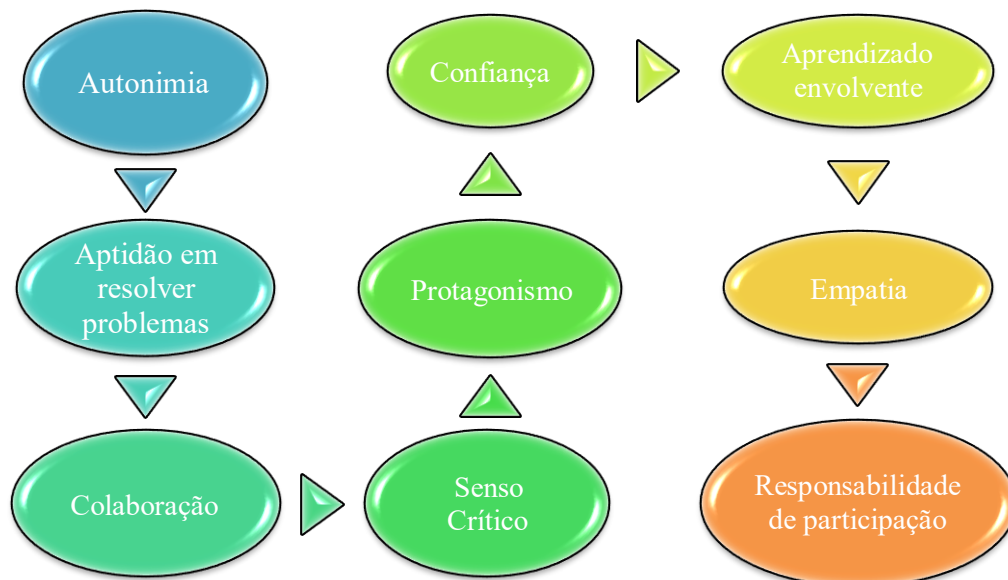 Autonimia
Aptidão em
resolver
problemas
Colaboração
Senso
Crítico
Protagonismo
Confiança
Aprendizado
envolvente
Empatia
Responsabilidade
de participação